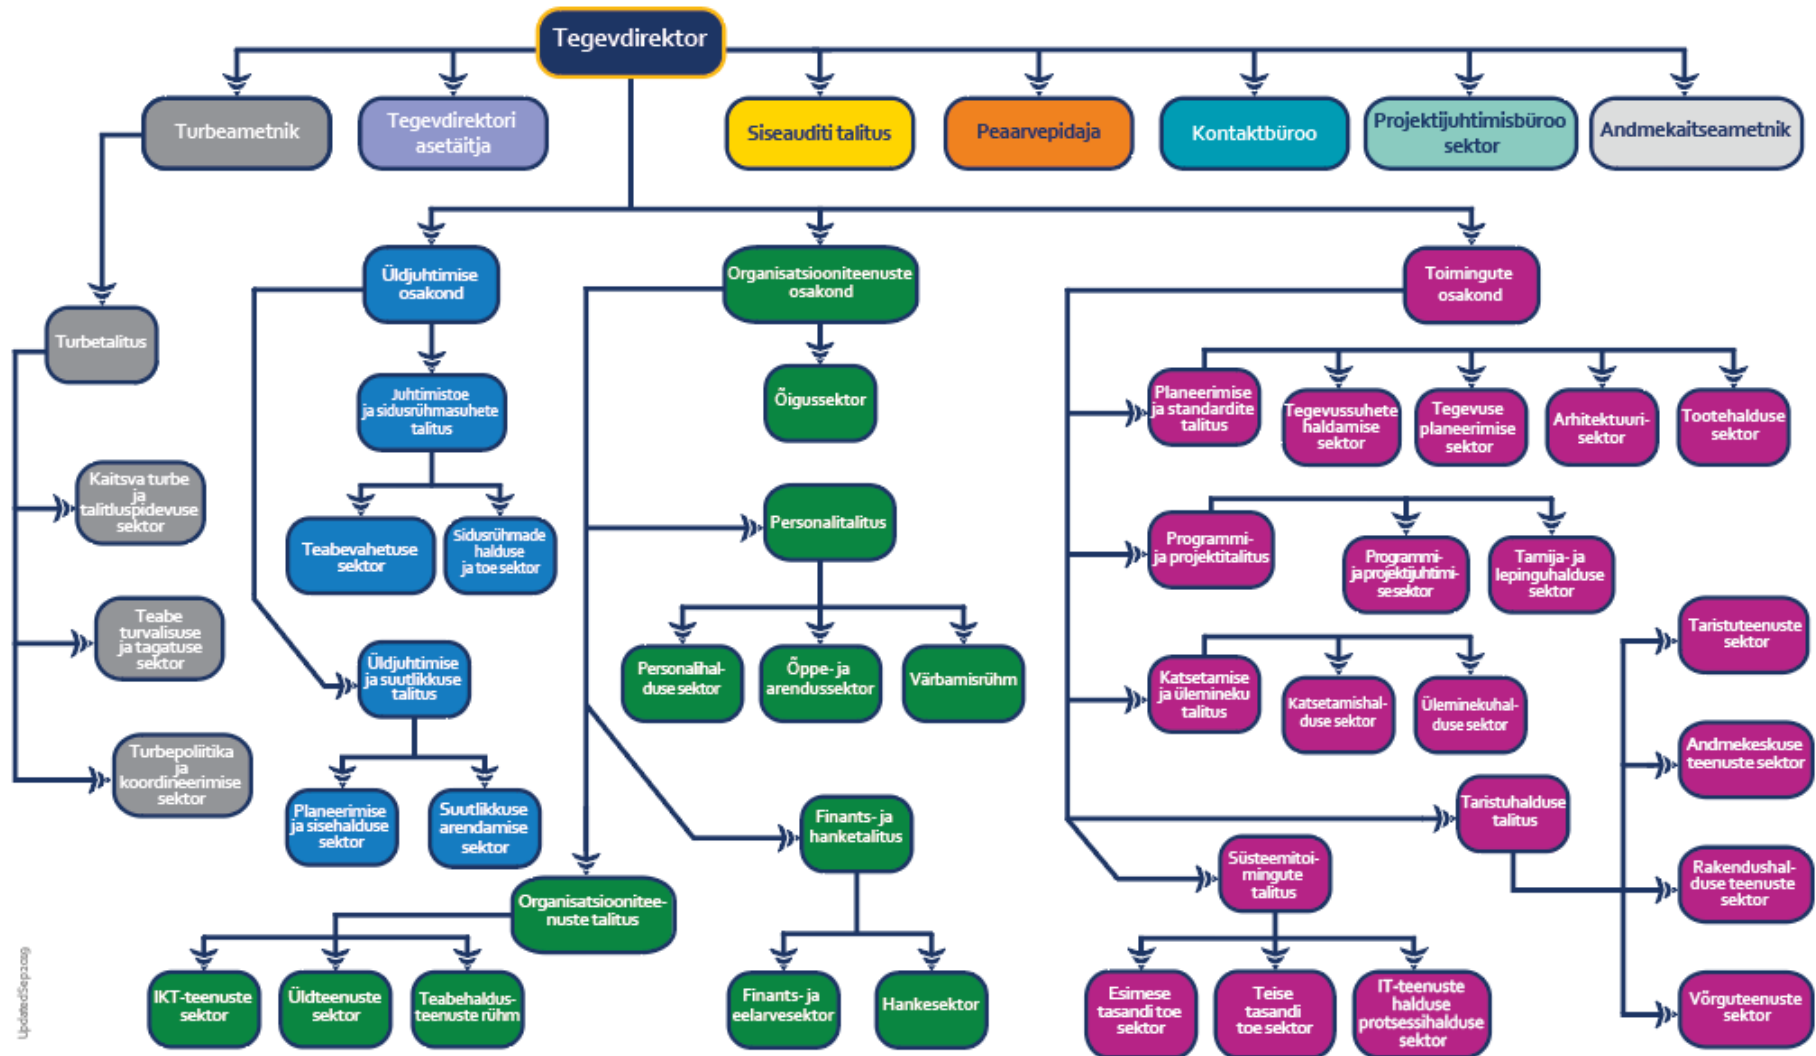 Tegevdirektor
Turbeametnik
Tegevdirektori
asetäitja
Siseauditi talitus
Peaarvepidaja
Kontaktbüroo
Projektijuhtimisbüroo
sektor
Andmekaitseametnik
Üldjuhtimise
osakond
Organisatsiooniteenuste
osakond
Toimingute
osakond
Turbetalitus
Juhtimistoe
ja sidusrühmasuhete
talitus
Õigussektor
Planeerimise
ja standardite
talitus
Tegevussuhete
haldamise
sektor
Tegevuse
planeerimise
sektor
Arhitektuuri-
sektor
Tootehalduse
sektor
Kaitsva turbe
ja
talitluspidevuse
sektor
Teabevahetuse
sektor
Sidusrühmade
halduse
ja toe sektor
Personalitalitus
Programmi-
ja projektitalitus
Programmi-
ja projektijuhtimi-
se sektor
Tarnija- ja
lepinguhalduse
sektor
Teabe
turvalisuse
ja tagatuse
sektor
Üldjuhtimise
ja suutlikkuse
talitus
Personalihal-
duse sektor
Õppe- ja
arendussektor
Värbamisrühm
Katsetamise
ja ülemineku
talitus
Katsetamishal-
duse sektor
Üleminekuhal-
duse sektor
Taristuteenuste
sektor
Turbepoliitika
ja
koordineerimise
sektor
Planeerimise
ja sisehalduse
sektor
Suutlikkuse
arendamise
sektor
Finants- ja
hanketalitus
Taristuhalduse
talitus
Andmekeskuse
teenuste sektor
Organisatsioonitee-
nuste talitus
Süsteemitoi-
mingute
talitus
Rakendushal-
duse teenuste
sektor
IKT-teenuste
sektor
Üldteenuste
sektor
Teabehaldus-
teenuste rühm
Finants- ja
eelarvesektor
Hankesektor
Esimese
tasandi toe
sektor
Teise
tasandi
toe sektor
IT-teenuste
halduse
protsessihalduse
sektor
Võrguteenuste
sektor
UpdatedSep2019